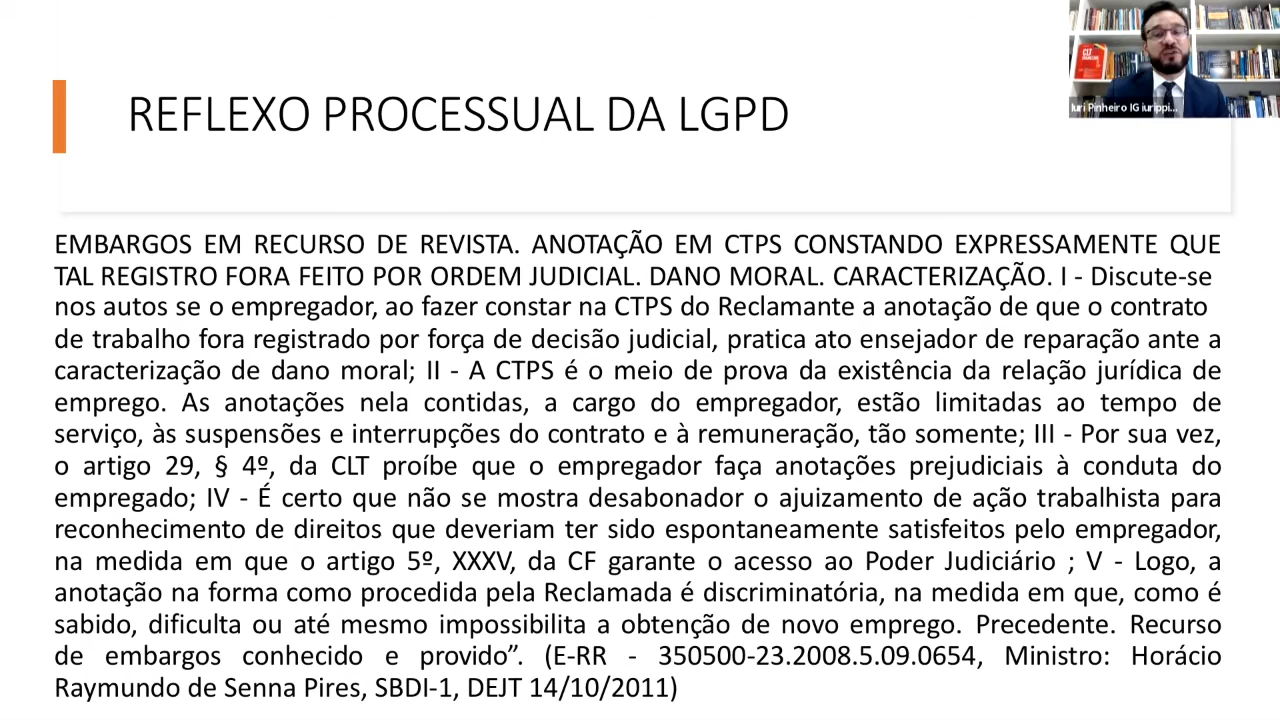 REFLEXO PROCESSUAL DA LGPD
CLT
Iuri Pinheiro IG iurippi...
EMBARGOS EM RECURSO DE REVISTA. ANOTAÇÃO EM CTPS CONSTANDO EXPRESSAMENTE QUE
TAL REGISTRO FORA FEITO POR ORDEM JUDICIAL. DANO MORAL. CARACTERIZAÇÃO. I - Discute-se
nos autos se o empregador, ao fazer constar na CTPS do Reclamante a anotação de que o contrato
de trabalho fora registrado por força de decisão judicial, pratica ato ensejador de reparação ante a
caracterização de dano moral; II - A CTPS é o meio de prova da existência da relação jurídica de
emprego. As anotações nela contidas, a cargo do empregador, estão limitadas ao tempo de
serviço, às suspensões e interrupções do contrato e à remuneração, tão somente; III - Por sua vez,
o artigo 29, § 4º, da CLT proíbe que o empregador faça anotações prejudiciais à conduta do
empregado; IV - É certo que não se mostra desabonador o ajuizamento de ação trabalhista para
reconhecimento de direitos que deveriam ter sido espontaneamente satisfeitos pelo empregador,
na medida em que o artigo 5º, XXXV, da CF garante o acesso ao Poder Judiciário ; V - Logo, a
anotação na forma como procedida pela Reclamada é discriminatória, na medida em que, como é
sabido, dificulta ou até mesmo impossibilita a obtenção de novo emprego. Precedente. Recurso
de embargos conhecido e provido”. (E-RR - 350500-23.2008.5.09.0654, Ministro: Horácio
Raymundo de Senna Pires, SBDI-1, DEJT 14/10/2011)